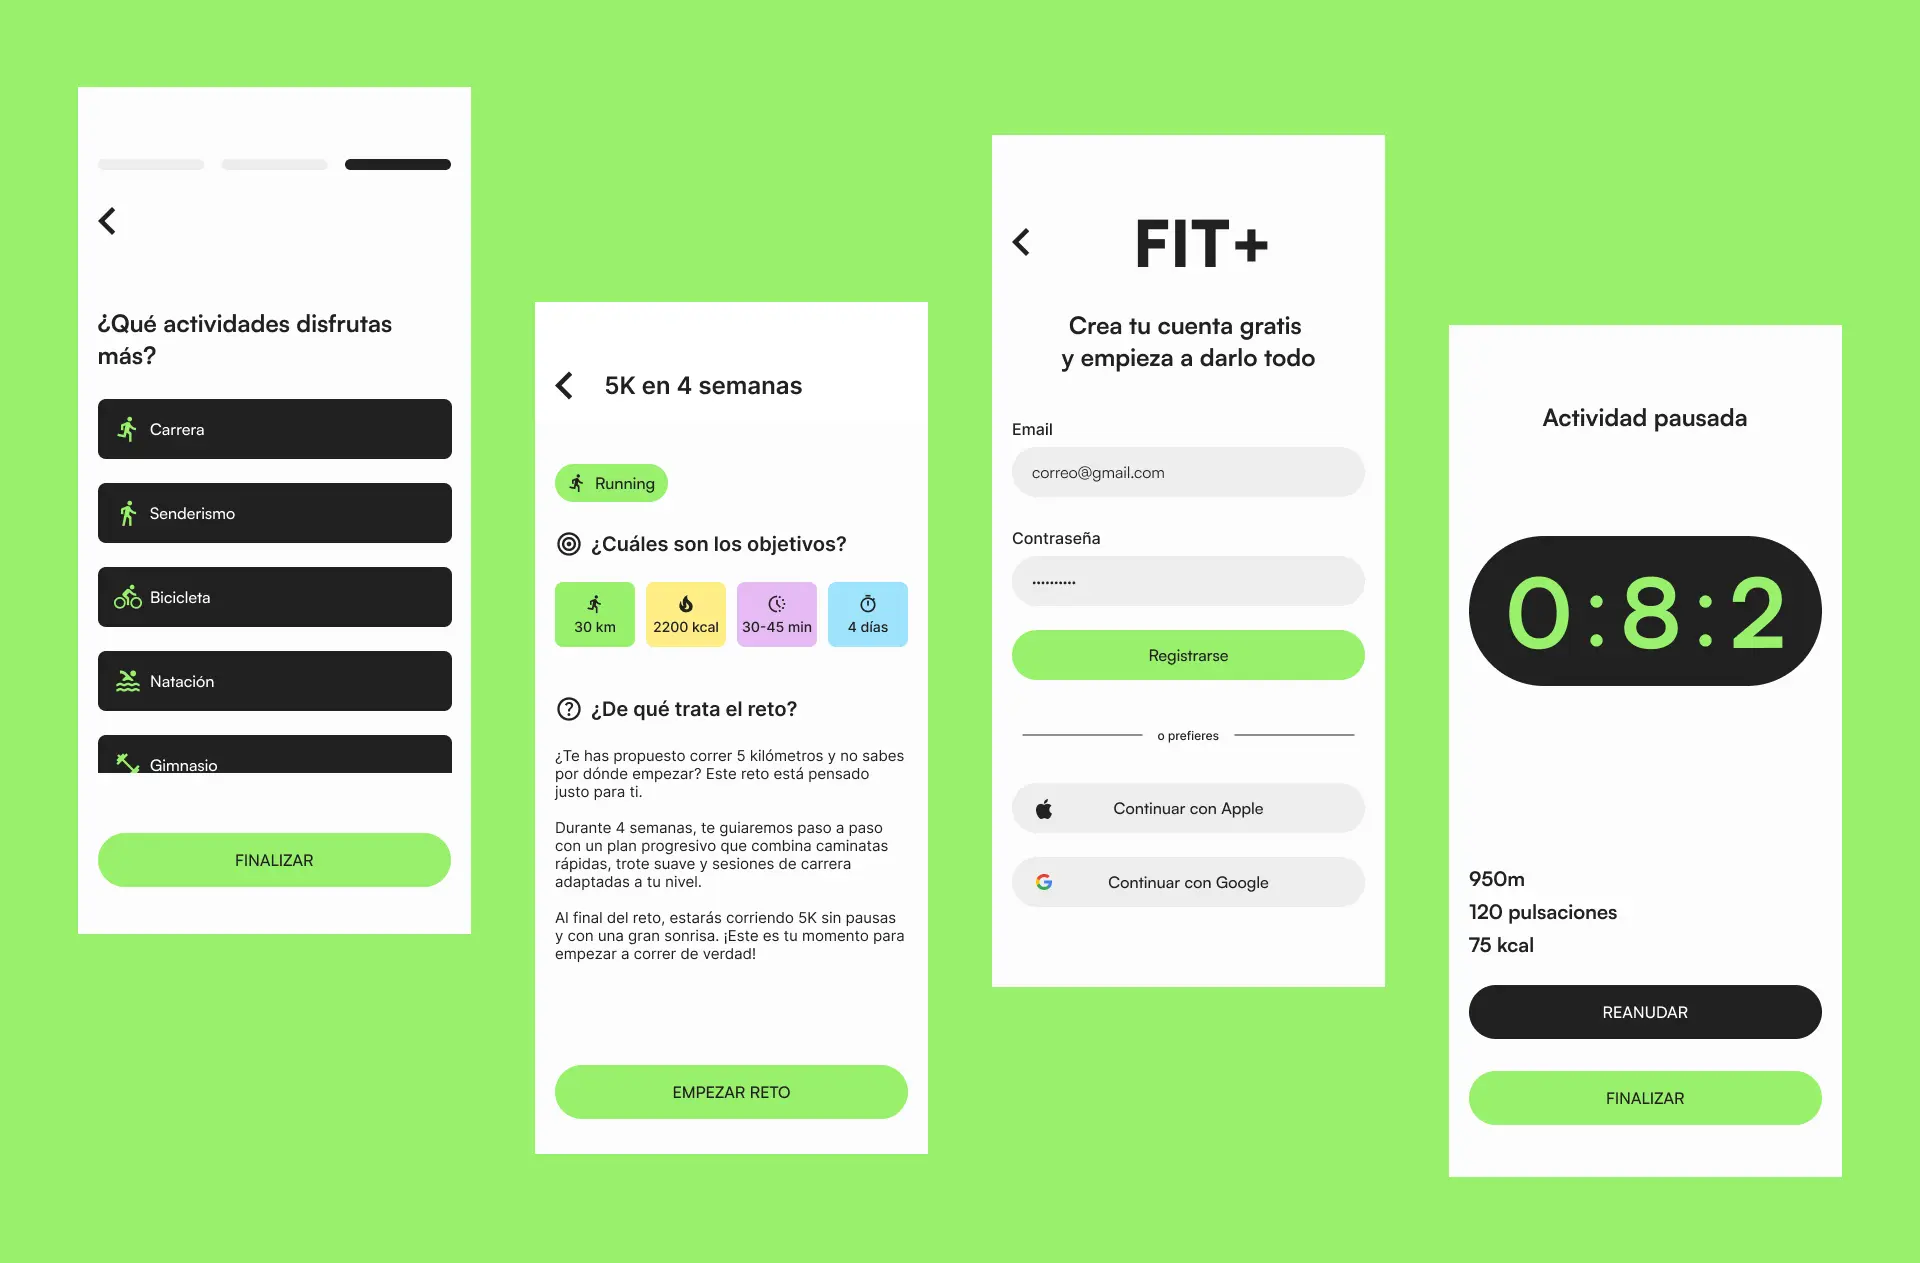 ¿Qué actividades disfrutas
más?
Carrera
Senderismo
Bicicleta
Natación
Gimnasio
FINALIZAR
5K en 4 semanas
Running
¿Cuáles son los objetivos?
30 km
2200 kcal
30-45 min
4 días
¿De qué trata el reto?
¿Te has propuesto correr 5 kilómetros y no sabes
por dónde empezar? Este reto está pensado
justo para ti.
Durante 4 semanas, te guiaremos paso a paso
con un plan progresivo que combina caminatas
rápidas, trote suave y sesiones de carrera
adaptadas a tu nivel.
Al final del reto, estarás corriendo 5K sin pausas
y con una gran sonrisa. ¡Este es tu momento para
empezar a correr de verdad!
EMPEZAR RETO
FIT+
Crea tu cuenta gratis
y empieza a darlo todo
Email
correo@gmail.com
Contraseña
••••••••••
Registrarse
o prefieres
Continuar con Apple
Continuar con Google
Actividad pausada
0:8:2
950m
120 pulsaciones
75 kcal
REANUDAR
FINALIZAR